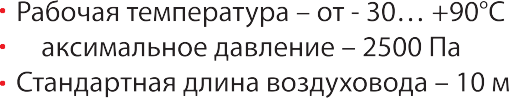 • Рабочая температура – от - 30… +90°С
• аксимальное давление – 2500 Па
• Стандартная длина воздуховода – 10 м